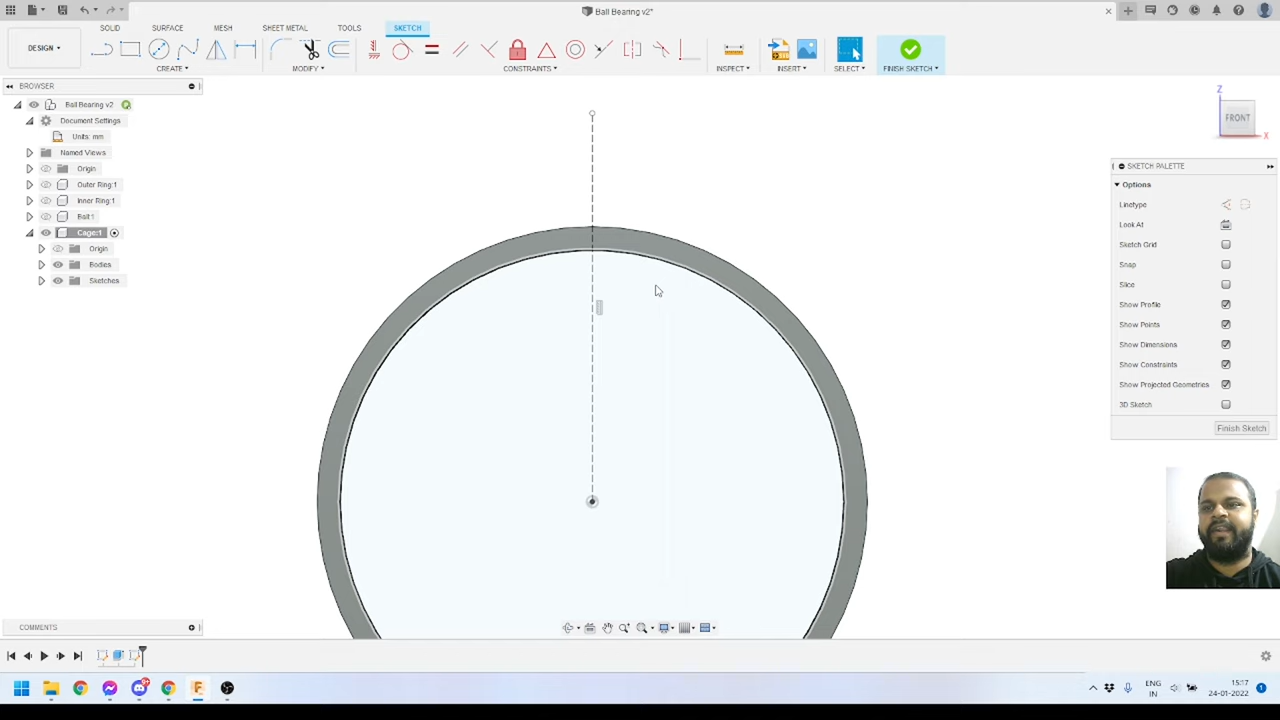 Ball Bearing v2*
SOLID SURFACE MESH SHEET METAL TOOLS SKETCH
DESIGN
CREATE MODIFY CONSTRAINTS INSPECT INSERT SELECT FINISH SKETCH
BROWSER
Ball Bearing v2
Document Settings
Units: mm
Named Views
Origin
Outer Ring:1
Inner Ring:1
Ball:1
Cage:1
Origin
Bodies
Sketches
Z
FRONT
X
SKETCH PALETTE
Options
Linetype
Look At
Sketch Grid
Snap
Slice
Show Profile
Show Points
Show Dimensions
Show Constraints
Show Projected Geometries
3D Sketch
Finish Sketch
COMMENTS
9+
F
ENG
IN
15:17
24-01-2022
1